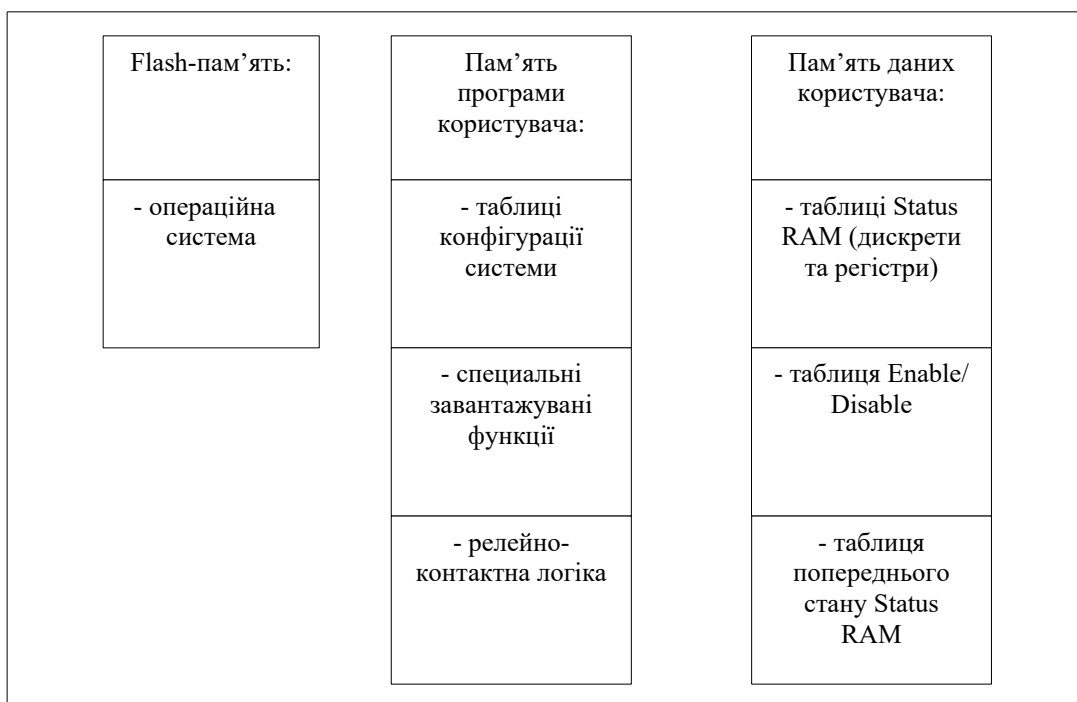 Flash-пам’ять:
- операційна
система
Пам’ять
програми
користувача:
- таблиці
конфігурації
системи
- специальні
завантажувані
функції
- релейно-
контактна логіка
Пам’ять даних
користувача:
- таблиці Status
RAM (дискрети
та регістри)
- таблиця Enable/
Disable
- таблиця
попереднього
стану Status
RAM